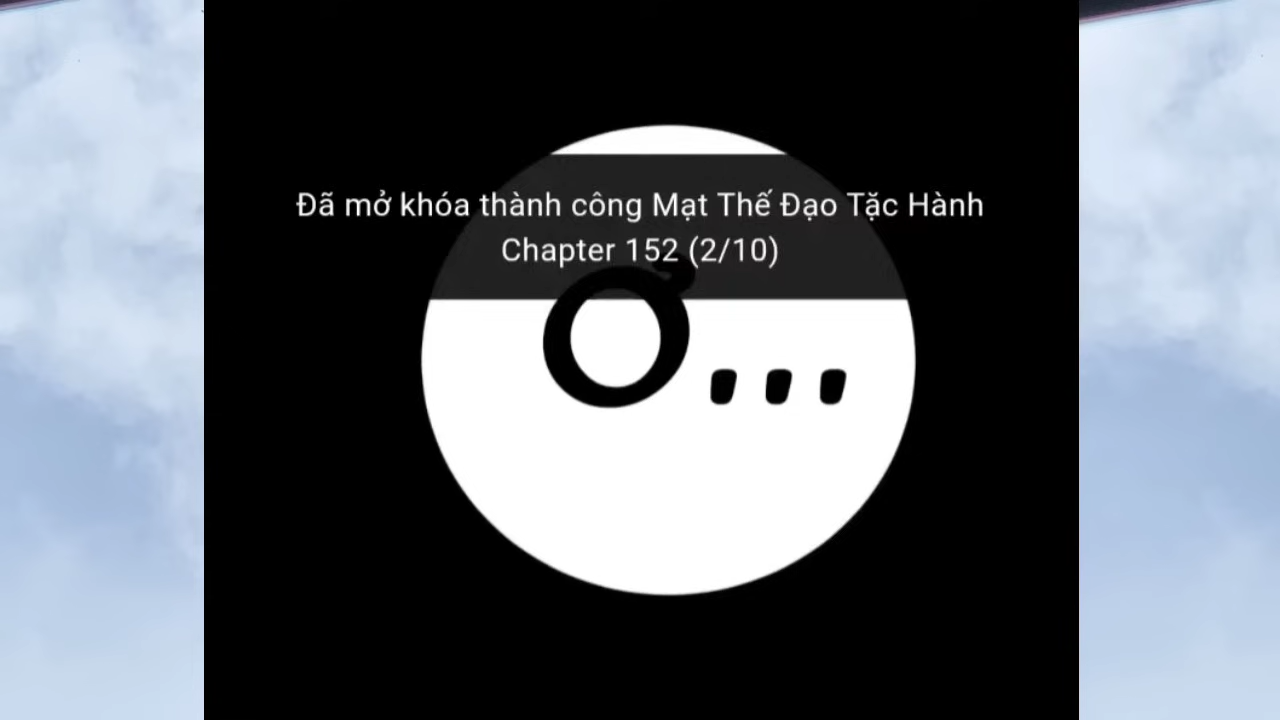 Đã mở khóa thành công Mạt Thế Đạo Tặc Hành
Chapter 152 (2/10)
Ở...